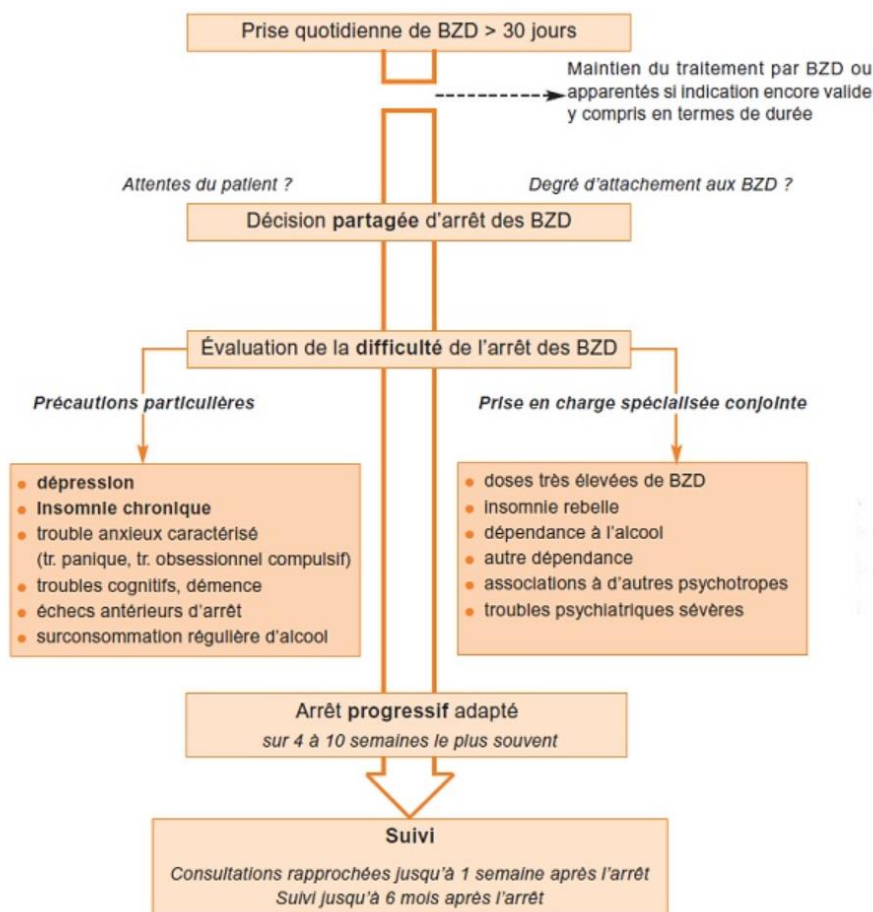 Prise quotidienne de BZD > 30 jours
Maintien du traitement par BZD ou
apparentés si indication encore valide
y compris en termes de durée
Attentes du patient ?
Degré d'attachement aux BZD ?
Décision partagée d'arrêt des BZD
Évaluation de la difficulté de l'arrêt des BZD
Précautions particulières
Prise en charge spécialisée conjointe
• dépression
• insomnie chronique
• trouble anxieux caractérisé
(tr. panique, tr. obsessionnel compulsif)
• troubles cognitifs, démence
• échecs antérieurs d'arrêt
• surconsommation régulière d'alcool
• doses très élevées de BZD
• insomnie rebelle
• dépendance à l'alcool
• autre dépendance
• associations à d'autres psychotropes
• troubles psychiatriques sévères
Arrêt progressif adapté
sur 4 à 10 semaines le plus souvent
Suivi
Consultations rapprochées jusqu'à 1 semaine après l'arrêt
Suivi jusqu'à 6 mois après l'arrêt